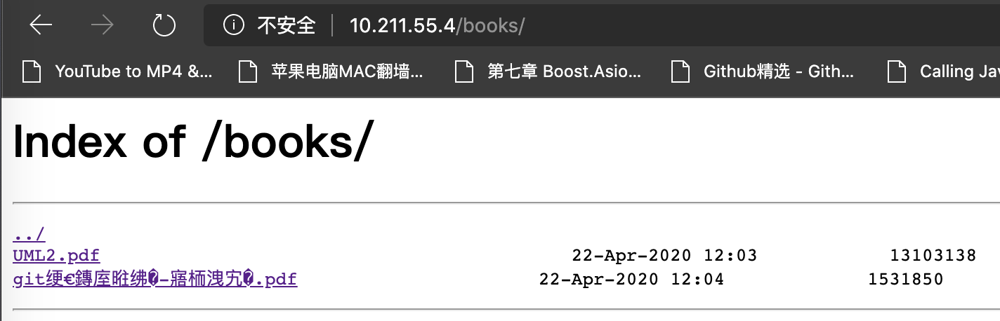 不安全 10.211.55.4/books/
YouTube to MP4 &... 苹果电脑MAC翻墙... 第七章 Boost.Asio... Github精选 - Gith... Calling Jav
Index of /books/
../
UML2.pdf 22-Apr-2020 12:03 13103138
git绠€鏄庢暀绋�-寤栭洩宄�.pdf 22-Apr-2020 12:04 1531850